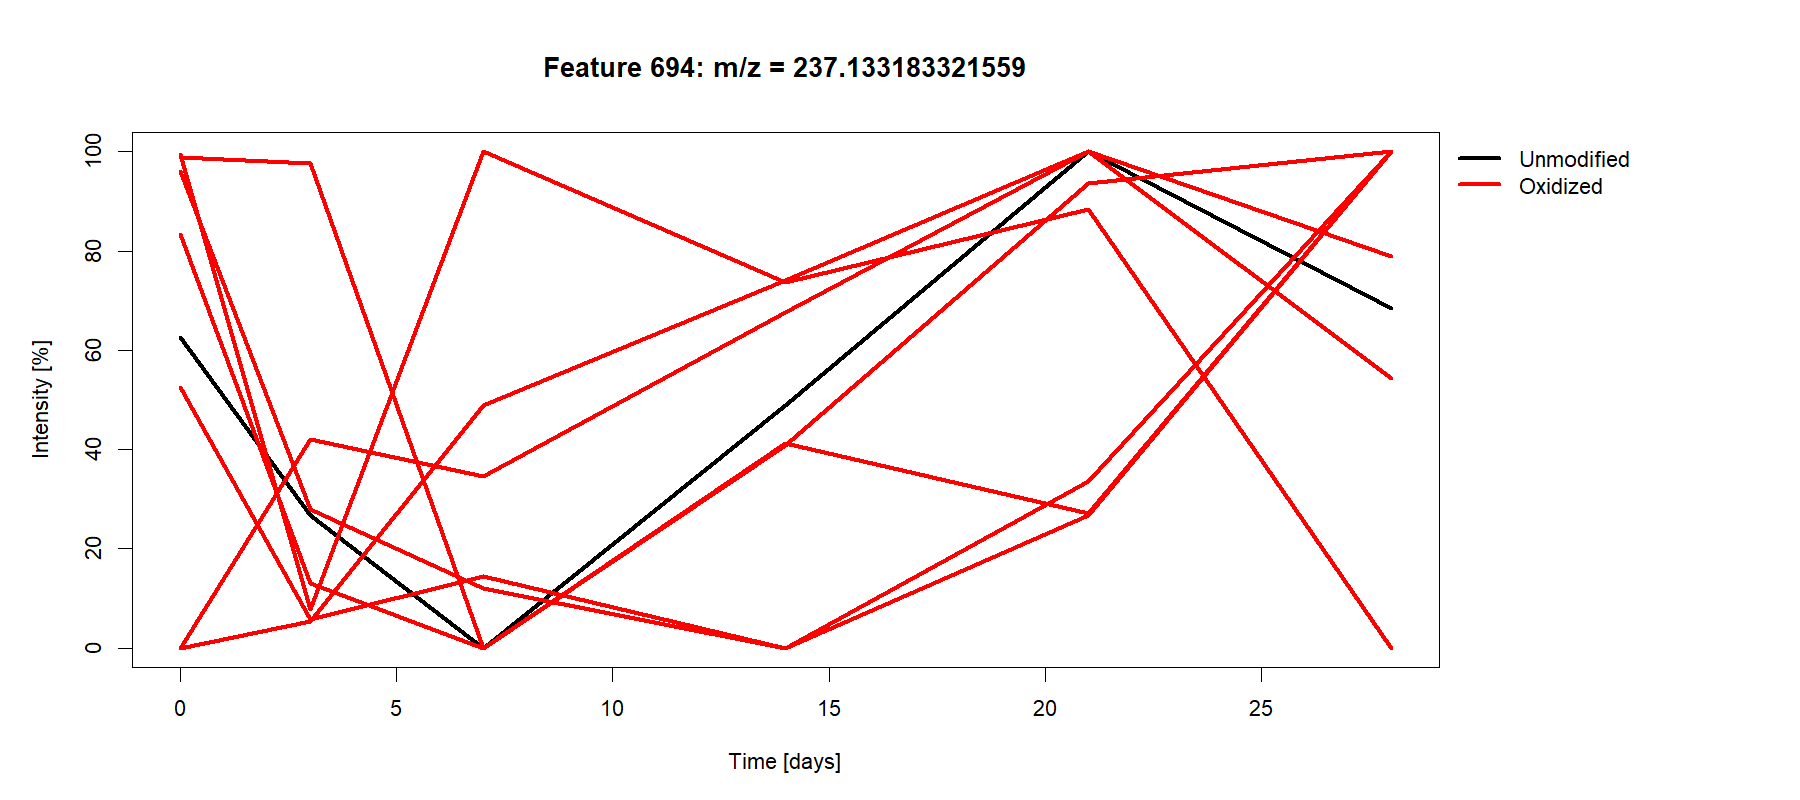 Feature 694: m/z = 237.133183321559
Unmodified
Oxidized
100
80
60
40
20
0
Intensity [%]
0 5 10 15 20 25
Time [days]